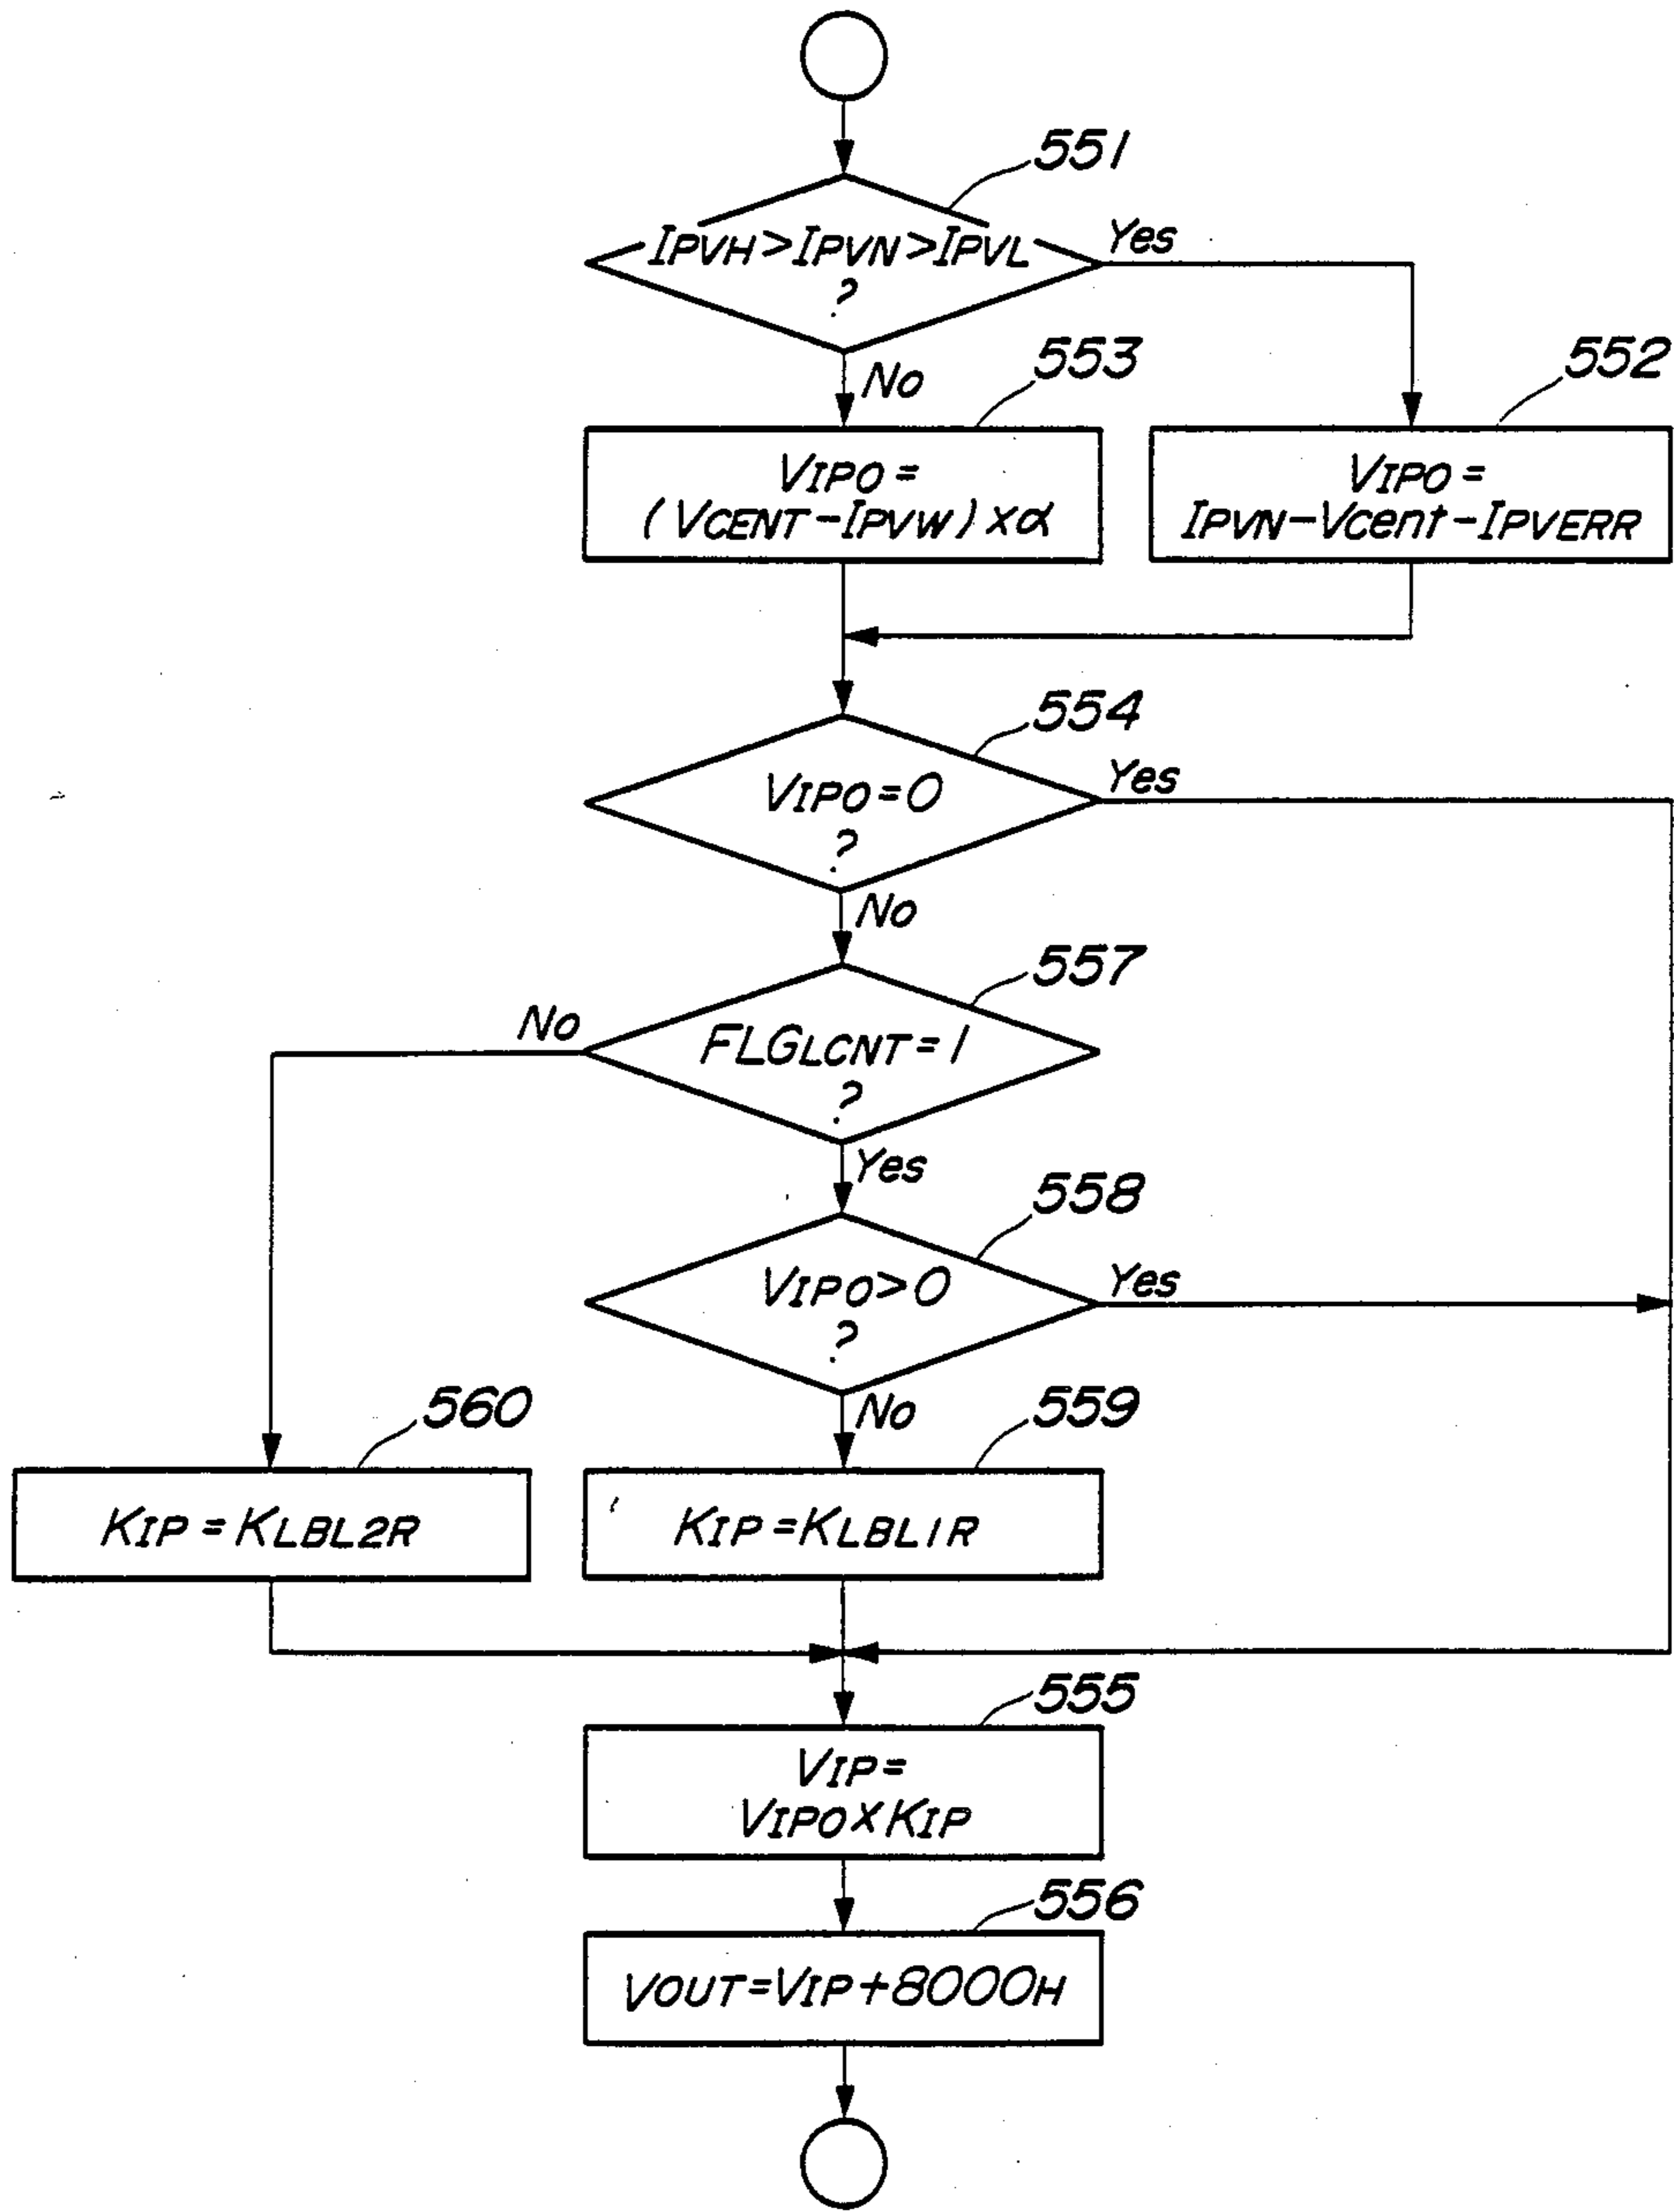 551
IPVH>IPVN>IPVL
?
Yes
No
553
552
VIPO=
(VCENT-IPVW)×α
VIPO=
IPVN-Vcent-IPVERR
554
VIPO=0
?
Yes
No
557
No
FLGLCNT=1
?
Yes
558
VIPO>0
?
Yes
No
560
559
KIP=KLBL2R
KIP=KLBL1R
555
VIP=
VIPO×KIP
556
VOUT=VIP+8000H